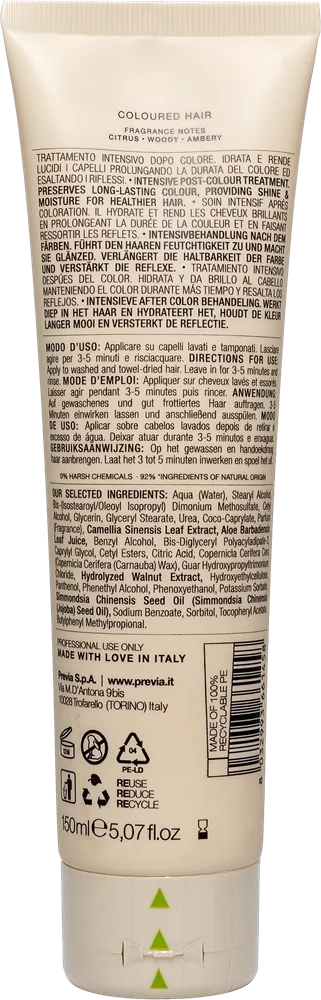 COLOURED HAIR
FRAGRANCE NOTES
CITRUS • WOODY • AMBERY
TRATTAMENTO INTENSIVO DOPO COLORE. IDRATA E RENDE
LUCIDI I CAPELLI PROLUNGANDO LA DURATA DEL COLORE ED
ESALTANDO I RIFLESSI. • INTENSIVE POST-COLOUR TREATMENT.
PRESERVES LONG-LASTING COLOUR, PROVIDING SHINE &
MOISTURE FOR HEALTHIER HAIR. • SOIN INTENSIF APRÈS
COLORATION. IL HYDRATE ET REND LES CHEVEUX BRILLANTS
EN PROLONGEANT LA DURÉE DE LA COULEUR ET EN FAISANT
RESSORTIR LES REFLETS. • INTENSIVBEHANDLUNG NACH DEM
FÄRBEN. FÜHRT DEN HAAREN FEUTCHTIGKEIT ZU UND MACHT
SIE GLÄNZED. VERLÄNGERT DIE HALTBARKEIT DER FARBE
UND VERSTÄRKT DIE REFLEXE. • TRATAMIENTO INTENSIVO
DESPÚES DEL COLOR. HIDRATA Y DA BRILLO AL CABELLO
MANTENIENDO EL COLOR DURANTE MÁS TIEMPO Y RESALTA LOS
REFLEJOS. • INTENSIEVE AFTER COLOR BEHANDELING. WERKT
DIEP IN HET HAAR EN HYDRATEERT HET, HOUDT DE KLEUR
LANGER MOOI EN VERSTERKT DE REFLECTIE.
MODO D'USO: Applicare su capelli lavati e tamponati. Lasciare
agire per 3-5 minuti e risciacquare. DIRECTIONS FOR USE:
Apply to washed and towel-dried hair. Leave in for 3-5 minutes and
rinse. MODE D'EMPLOI: Appliquer sur cheveux lavés et essorés.
Laisser agir pendant 3-5 minutes puis rincer. ANWENDUNG:
Auf gewaschenes und gut frottiertes Haar auftragen. 3-5
Minuten einwirken lassen und anschließend ausspülen. MODO
DE USO: Aplicar sobre cabelos lavados depois de retirar o
excesso de água. Deixar atuar durante 3-5 minutos e enxaguar.
GEBRUIKSAANWIJZING: Op het gewassen en handoekdroog
haar aanbrengen. Laat het 3 tot 5 minuten inwerken en spoel het uit.
0% HARSH CHEMICALS • 92% *INGREDIENTS OF NATURAL ORIGIN
OUR SELECTED INGREDIENTS: Aqua (Water), Stearyl Alcohol,
Bis-(Isostearoyl/Oleoyl Isopropyl) Dimonium Methosulfate, Cetyl
Alcohol, Glycerin, Glyceryl Stearate, Urea, Coco-Caprylate, Parfum
(Fragrance), Camellia Sinensis Leaf Extract, Aloe Barbadensis
Leaf Juice, Benzyl Alcohol, Bis-Diglyceryl Polyacyladipate-2,
Caprylyl Glycol, Cetyl Esters, Citric Acid, Copernicia Cerifera Cera
(Copernicia Cerifera (Carnauba) Wax), Guar Hydroxypropyltrimonium
Chloride, Hydrolyzed Walnut Extract, Hydroxyethylcellulose,
Panthenol, Phenethyl Alcohol, Phenoxyethanol, Potassium Sorbate,
Simmondsia Chinensis Seed Oil (Simmondsia Chinensis
(Jojoba) Seed Oil), Sodium Benzoate, Sorbitol, Tocopheryl Acetate,
Butylphenyl Methylpropional.
PROFESSIONAL USE ONLY
MADE WITH LOVE IN ITALY
Previa S.p.A. | www.previa.it
Via M.D'Antona 9bis
10028 Trofarello (TORINO) Italy
MADE OF 100%
RECYCLABLE PE
12M
04
PE-LD
REUSE
REDUCE
RECYCLE
150ml e 5,07fl.oz